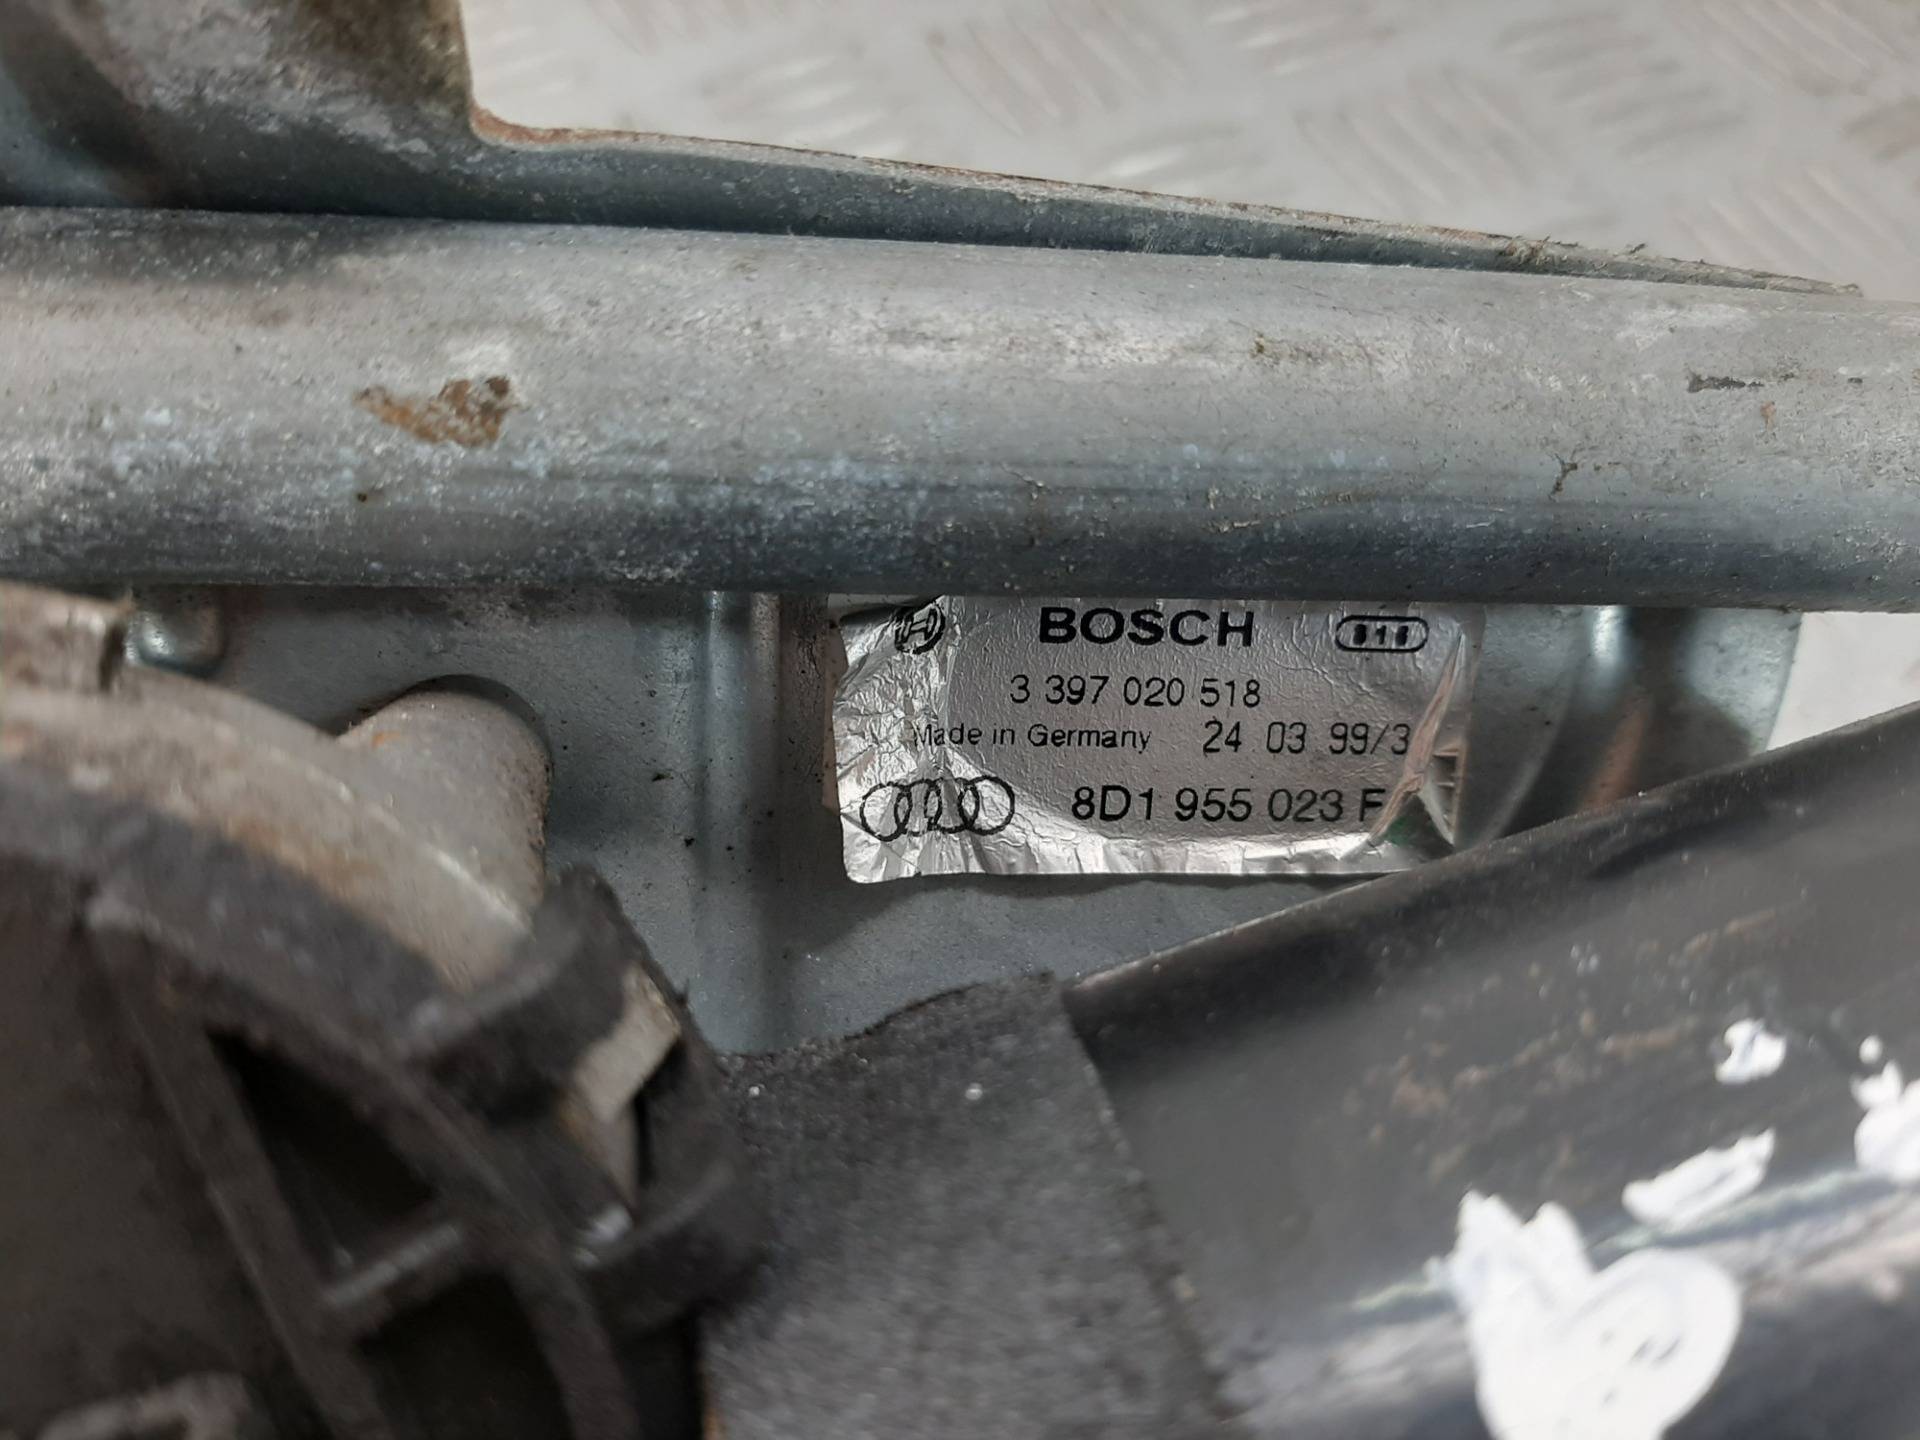 BOSCH
3 397 020 518
Made in Germany 24 03 99/3
8D1 955 023 F